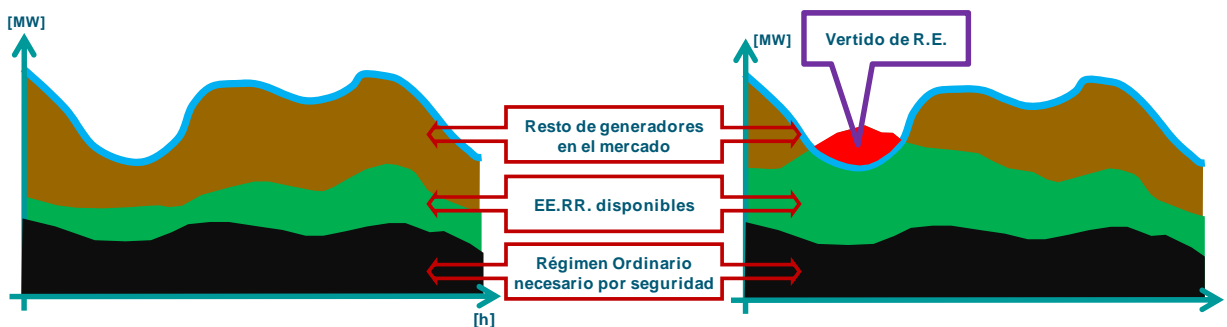 [MW]
[MW]
Vertido de R.E.
Resto de generadores
en el mercado
EE.RR. disponibles
Régimen Ordinario
necesario por seguridad
[h]